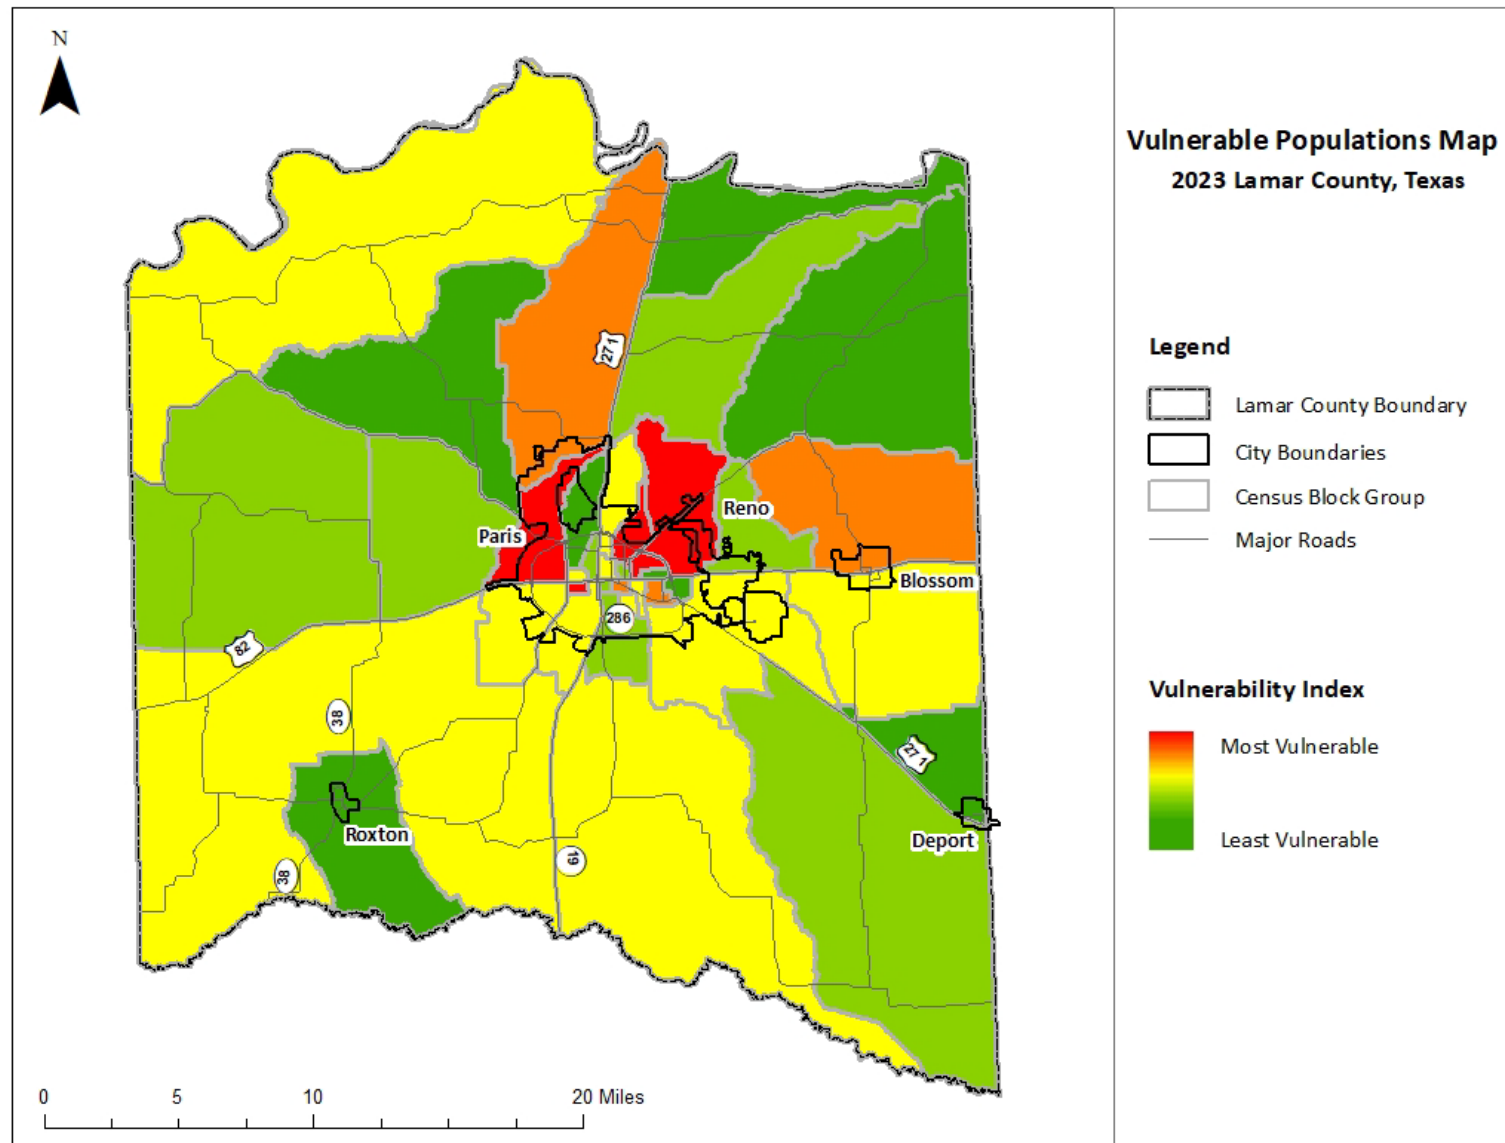 N
Vulnerable Populations Map
2023 Lamar County, Texas
271
Legend
Lamar County Boundary
City Boundaries
Census Block Group
Major Roads
Reno
Paris
Blossom
286
82
38
Vulnerability Index
Most Vulnerable
Least Vulnerable
271
Roxton
Deport
19
38
0 5 10 20 Miles